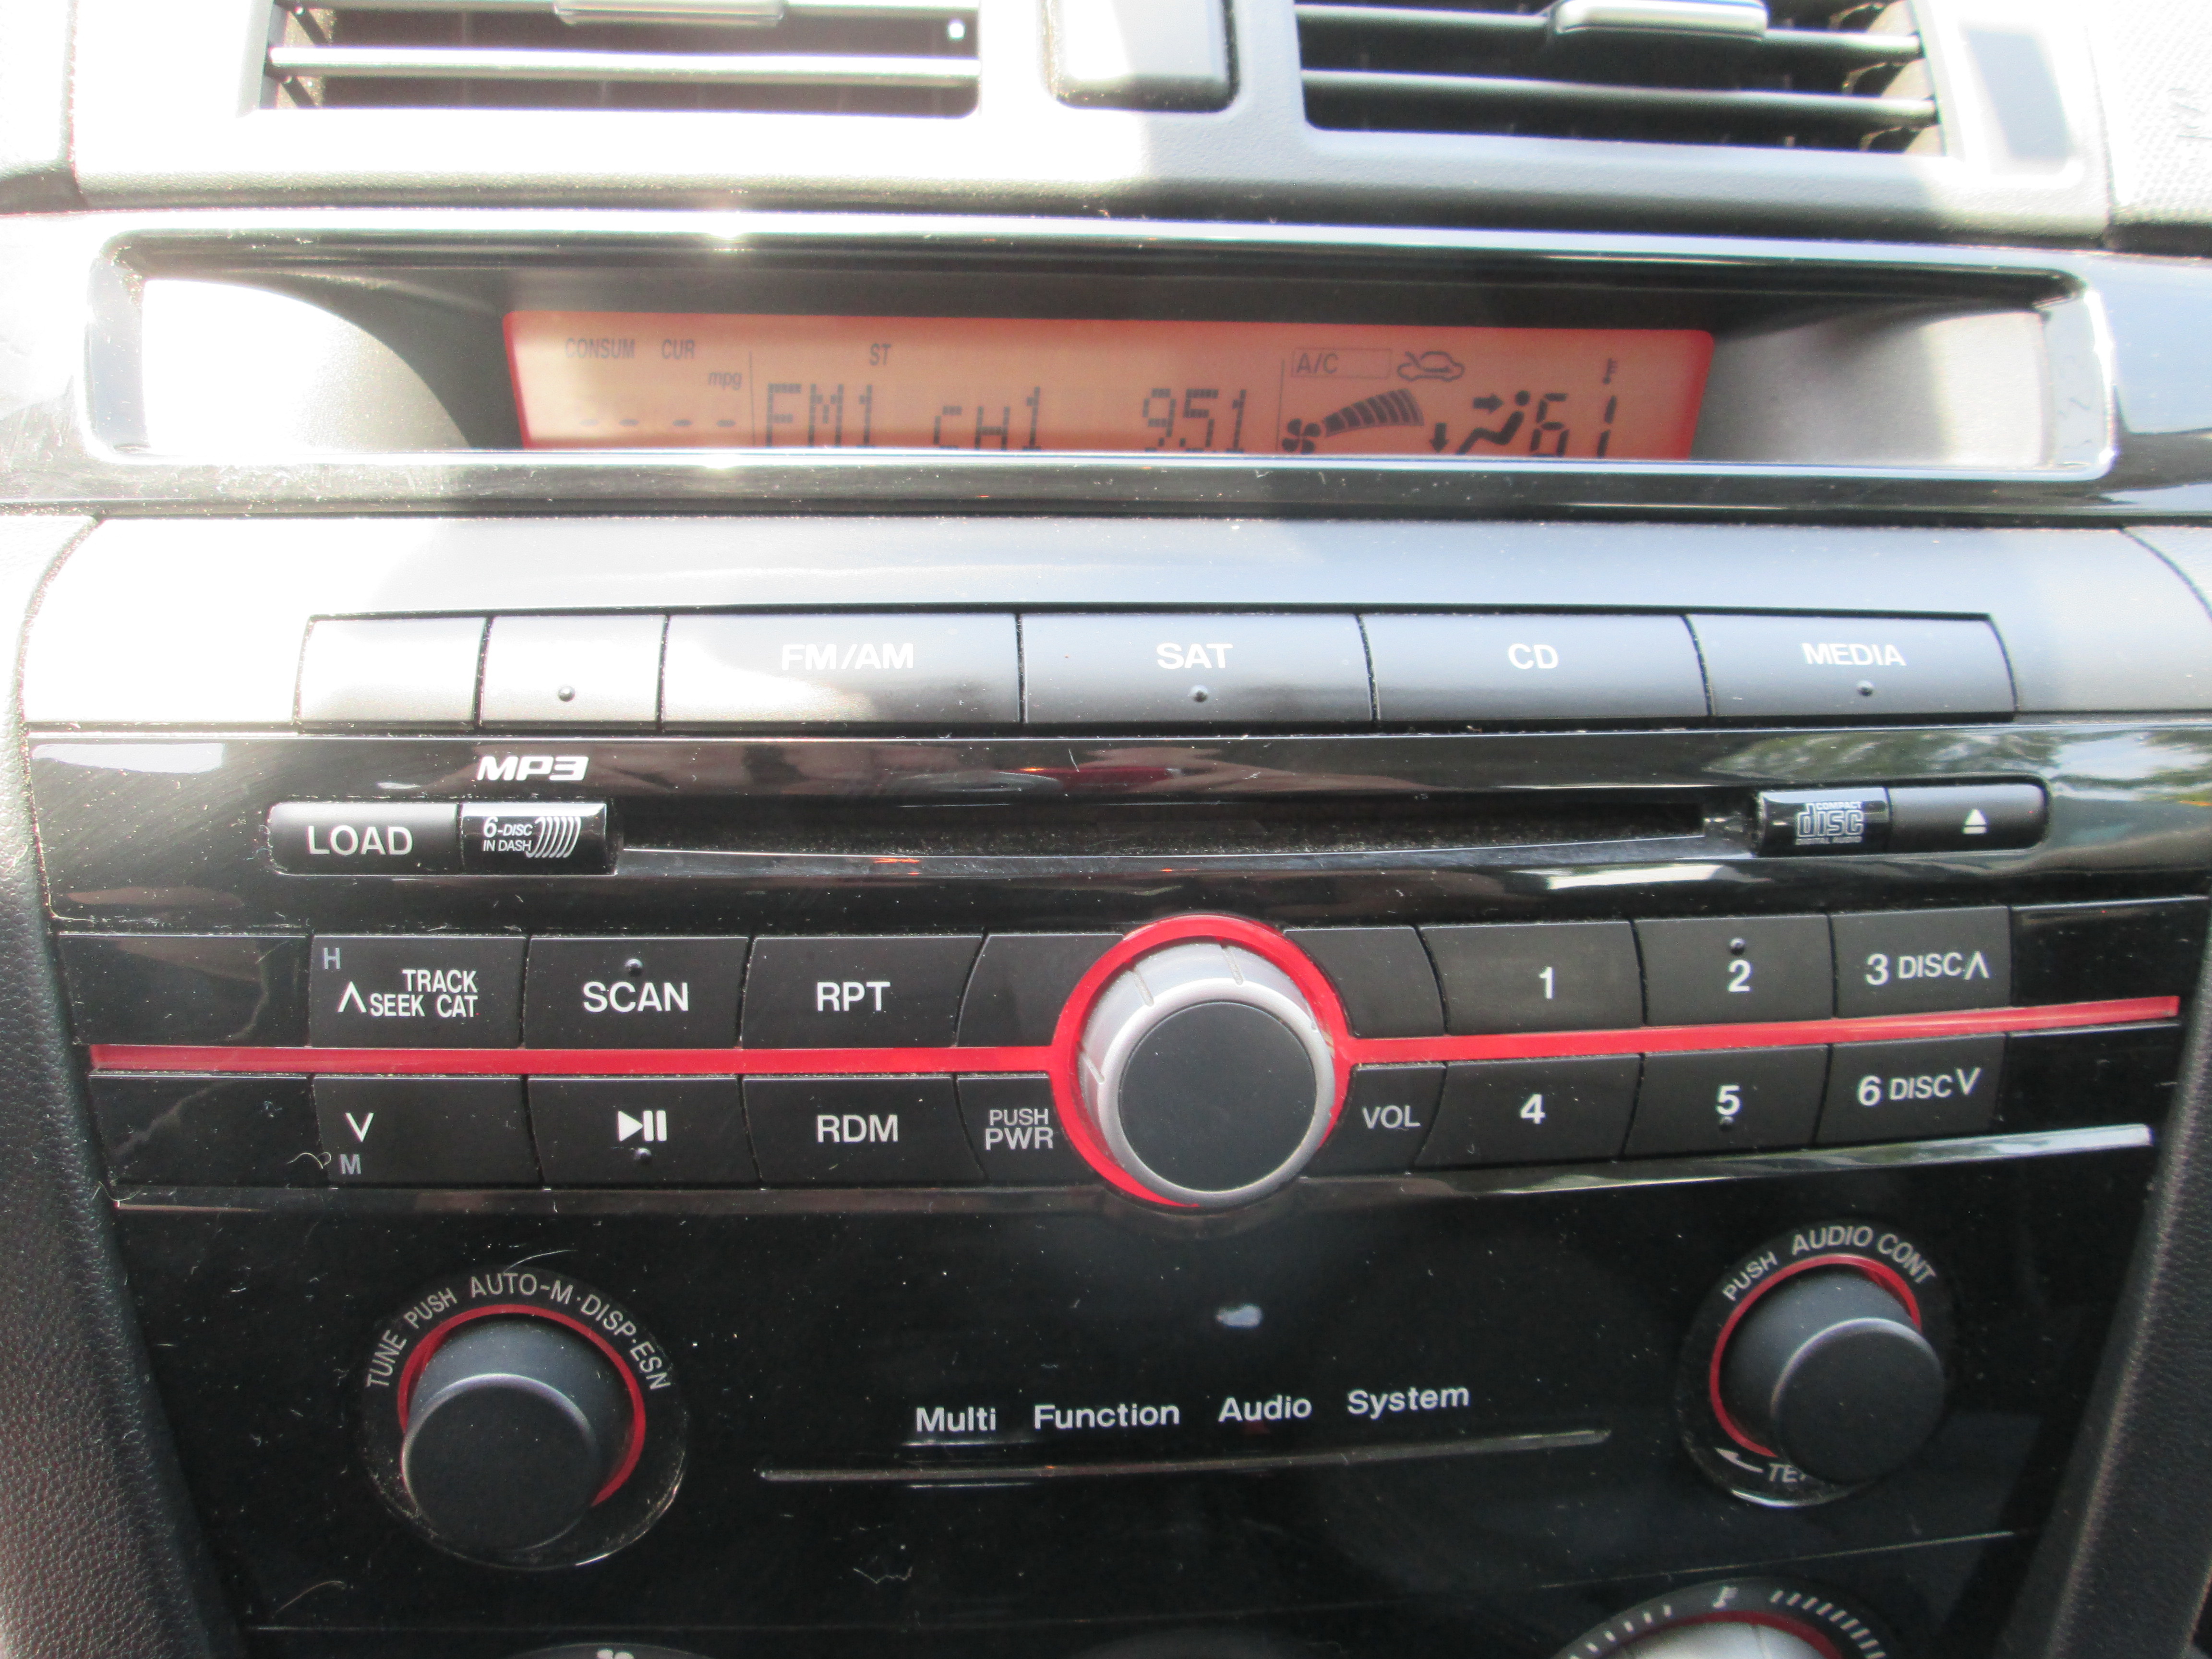 CONSUM CUR ST A/C F
mpg
---- FM1 CH1 951 61
FM/AM SAT CD MEDIA
MP3
LOAD 6-DISC IN DASH COMPACT disc DIGITAL AUDIO
H TRACK SEEK CAT SCAN RPT 1 2 3 DISC
M RDM PUSH PWR VOL 4 5 6 DISC
TUNE PUSH AUTO-M·DISP·ESN
PUSH AUDIO CONT
Multi Function Audio System